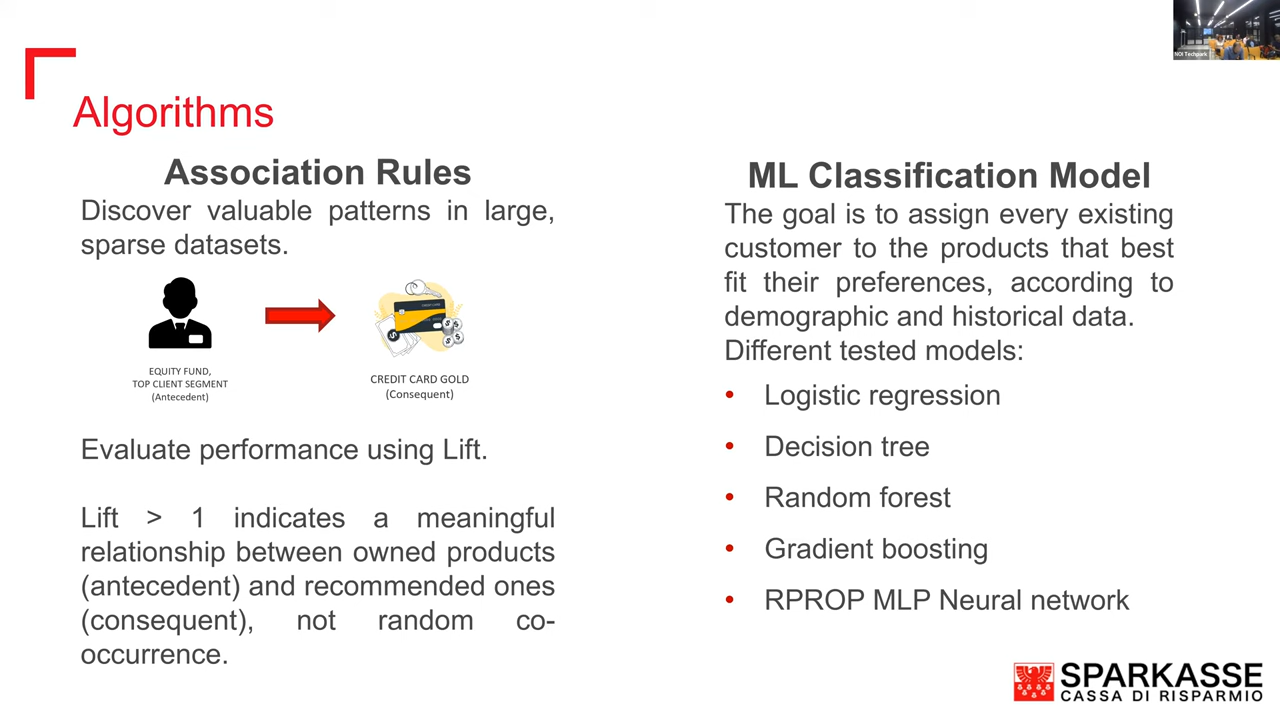 NOI Techpark
Algorithms
Association Rules
Discover valuable patterns in large,
sparse datasets.
EQUITY FUND,
TOP CLIENT SEGMENT
(Antecedent)
CREDIT CARD GOLD
(Consequent)
Evaluate performance using Lift.
Lift > 1 indicates a meaningful
relationship between owned products
(antecedent) and recommended ones
(consequent), not random co-
occurrence.
ML Classification Model
The goal is to assign every existing
customer to the products that best
fit their preferences, according to
demographic and historical data.
Different tested models:
• Logistic regression
• Decision tree
• Random forest
• Gradient boosting
• RPROP MLP Neural network
SPARKASSE
CASSA DI RISPARMIO